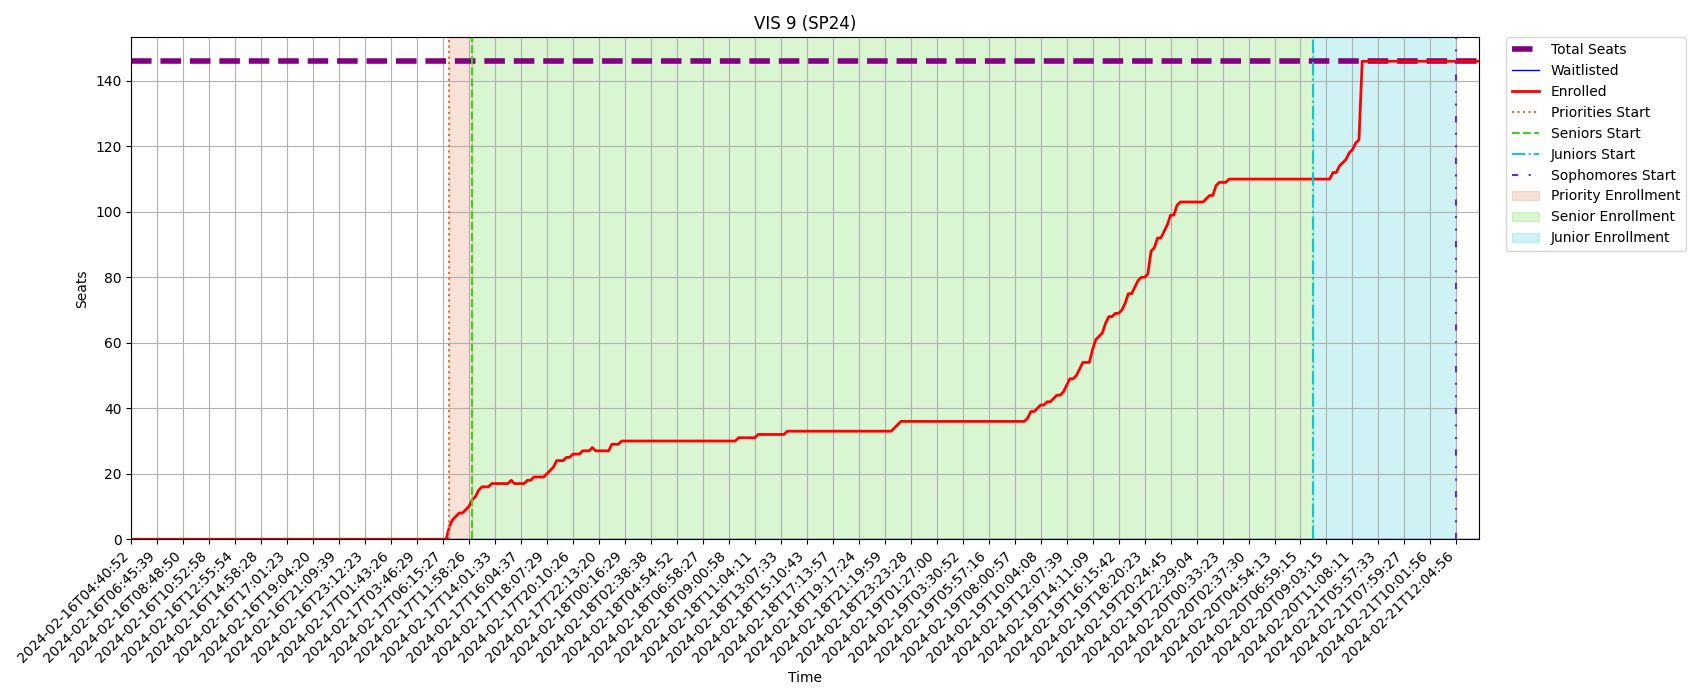 VIS 9 (SP24)
Total Seats
Waitlisted
Enrolled
Priorities Start
Seniors Start
Juniors Start
Sophomores Start
Priority Enrollment
Senior Enrollment
Junior Enrollment
Seats
140
120
100
80
60
40
20
0
2024-02-16T04:40:52
2024-02-16T06:45:39
2024-02-16T08:48:50
2024-02-16T10:52:58
2024-02-16T12:55:54
2024-02-16T14:58:28
2024-02-16T17:01:23
2024-02-16T19:04:20
2024-02-16T21:09:39
2024-02-16T23:12:23
2024-02-17T01:43:26
2024-02-17T03:46:29
2024-02-17T06:15:27
2024-02-17T11:58:26
2024-02-17T14:01:33
2024-02-17T16:04:37
2024-02-17T18:07:29
2024-02-17T20:10:26
2024-02-17T22:13:20
2024-02-18T00:16:29
2024-02-18T02:38:38
2024-02-18T04:54:52
2024-02-18T06:58:27
2024-02-18T09:00:58
2024-02-18T11:04:11
2024-02-18T13:07:33
2024-02-18T15:10:43
2024-02-18T17:13:57
2024-02-18T19:17:24
2024-02-18T21:19:59
2024-02-18T23:23:28
2024-02-19T01:27:00
2024-02-19T03:30:52
2024-02-19T05:57:16
2024-02-19T08:00:57
2024-02-19T10:04:08
2024-02-19T12:07:39
2024-02-19T14:11:09
2024-02-19T16:15:42
2024-02-19T18:20:23
2024-02-19T20:24:45
2024-02-19T22:29:04
2024-02-20T00:33:23
2024-02-20T02:37:30
2024-02-20T04:54:13
2024-02-20T06:59:15
2024-02-20T09:03:15
2024-02-20T11:08:11
2024-02-21T05:57:33
2024-02-21T07:59:27
2024-02-21T10:01:56
2024-02-21T12:04:56
Time